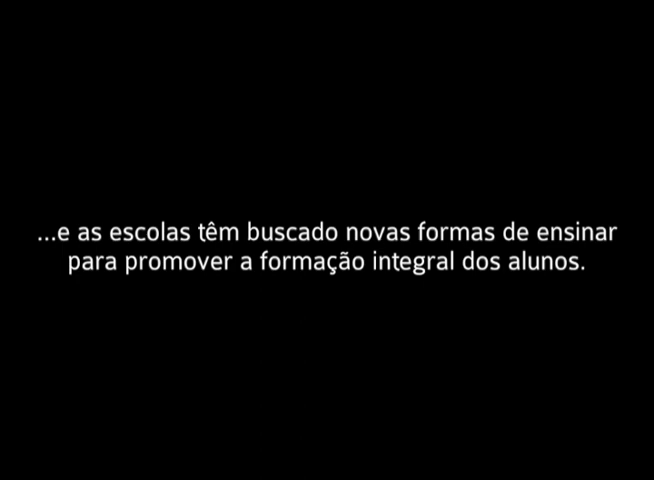 ...e as escolas têm buscado novas formas de ensinar
para promover a formação integral dos alunos.